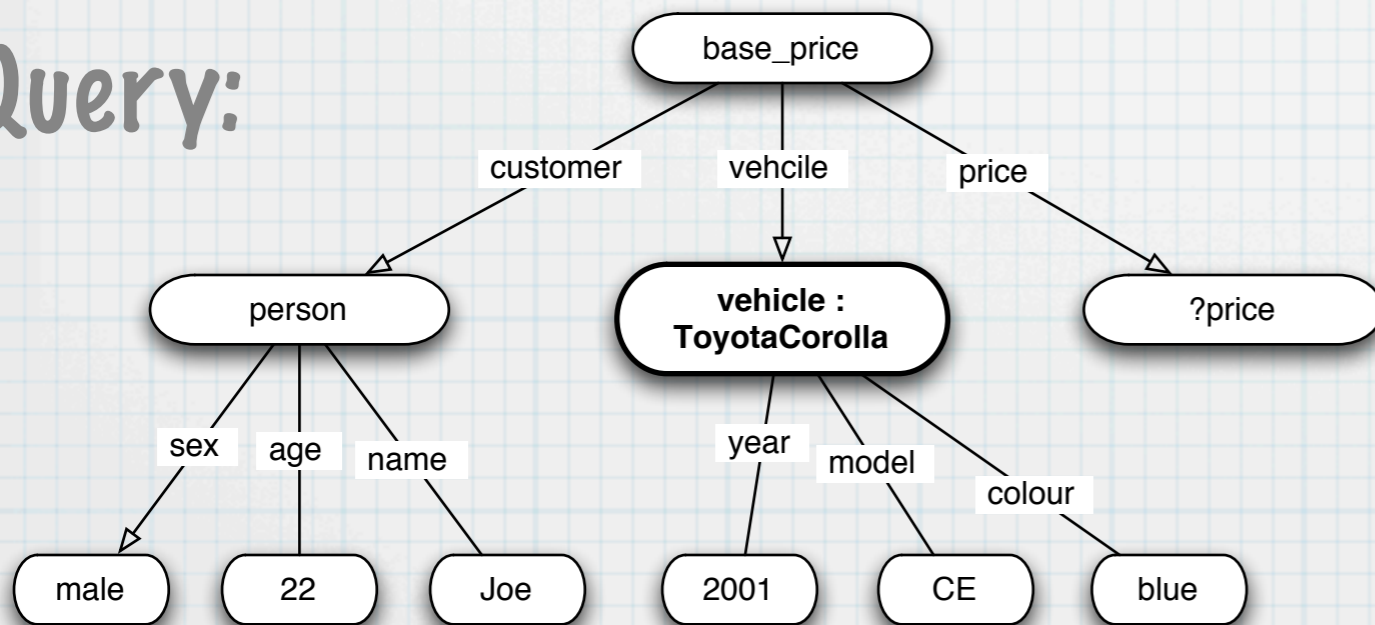 Query:
base_price
customer
vehcile
price
person
vehicle :
ToyotaCorolla
?price
sex
age
name
year
model
colour
male
22
Joe
2001
CE
blue